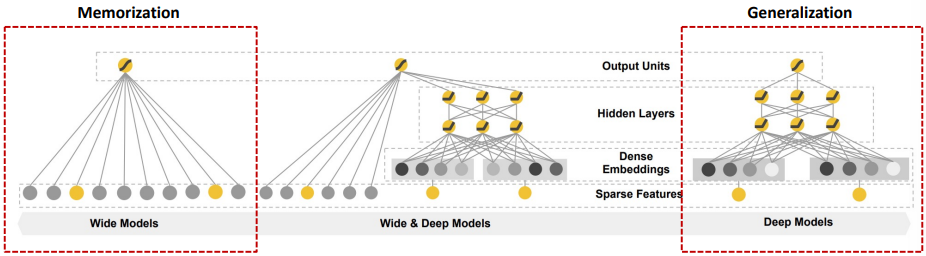 Memorization
Generalization
Output Units
Hidden Layers
Dense
Embeddings
Sparse Features
Wide Models
Wide & Deep Models
Deep Models